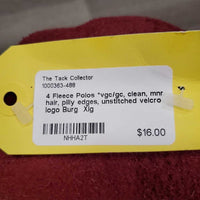 The Tack Collector
1000363-488
4 Fleece Polos *vgc/gc, clean, mnr
hair, pilly edges, unstitched velcro
logo Burg Xlg
$16.00
NHHA2T